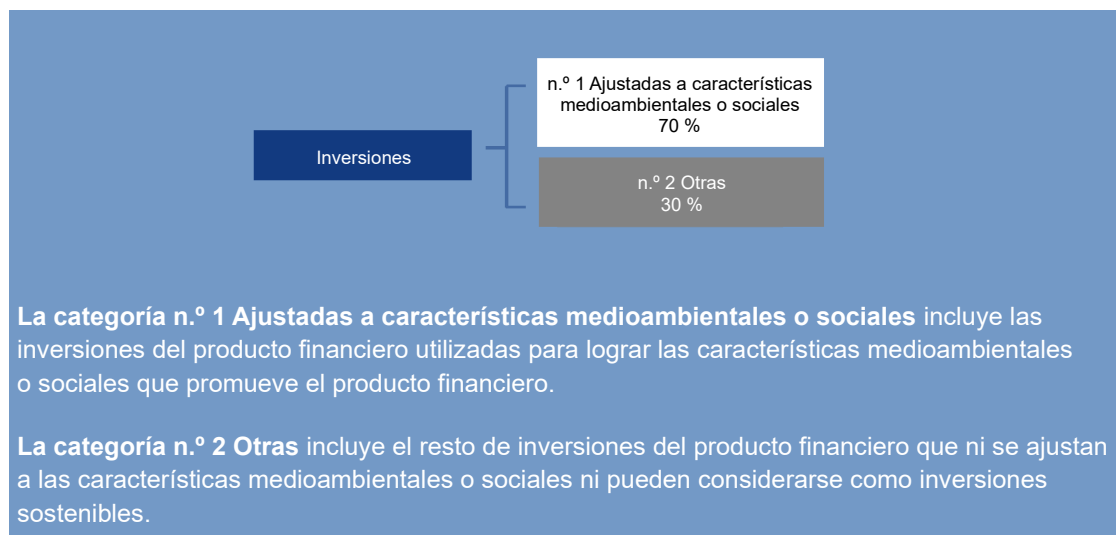 n.º 1 Ajustadas a características
medioambientales o sociales
70 %
Inversiones
n.º 2 Otras
30 %
La categoría n.º 1 Ajustadas a características medioambientales o sociales incluye las
inversiones del producto financiero utilizadas para lograr las características medioambientales
o sociales que promueve el producto financiero.
La categoría n.º 2 Otras incluye el resto de inversiones del producto financiero que ni se ajustan
a las características medioambientales o sociales ni pueden considerarse como inversiones
sostenibles.